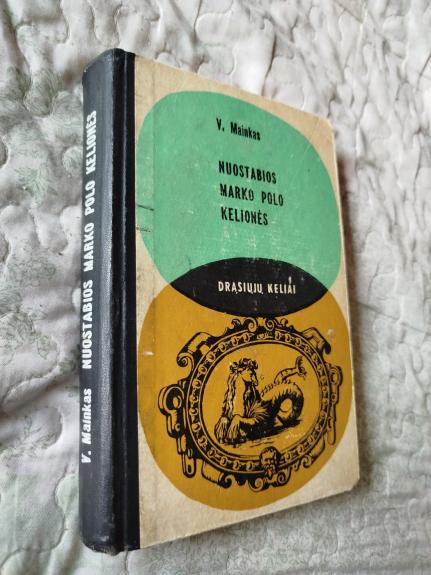 V. Mainkas NUOSTABIOS MARKO POLO KELIONĖS
V. Mainkas
NUOSTABIOS
MARKO POLO
KELIONĖS
DRĄSIŲJŲ KELIAI